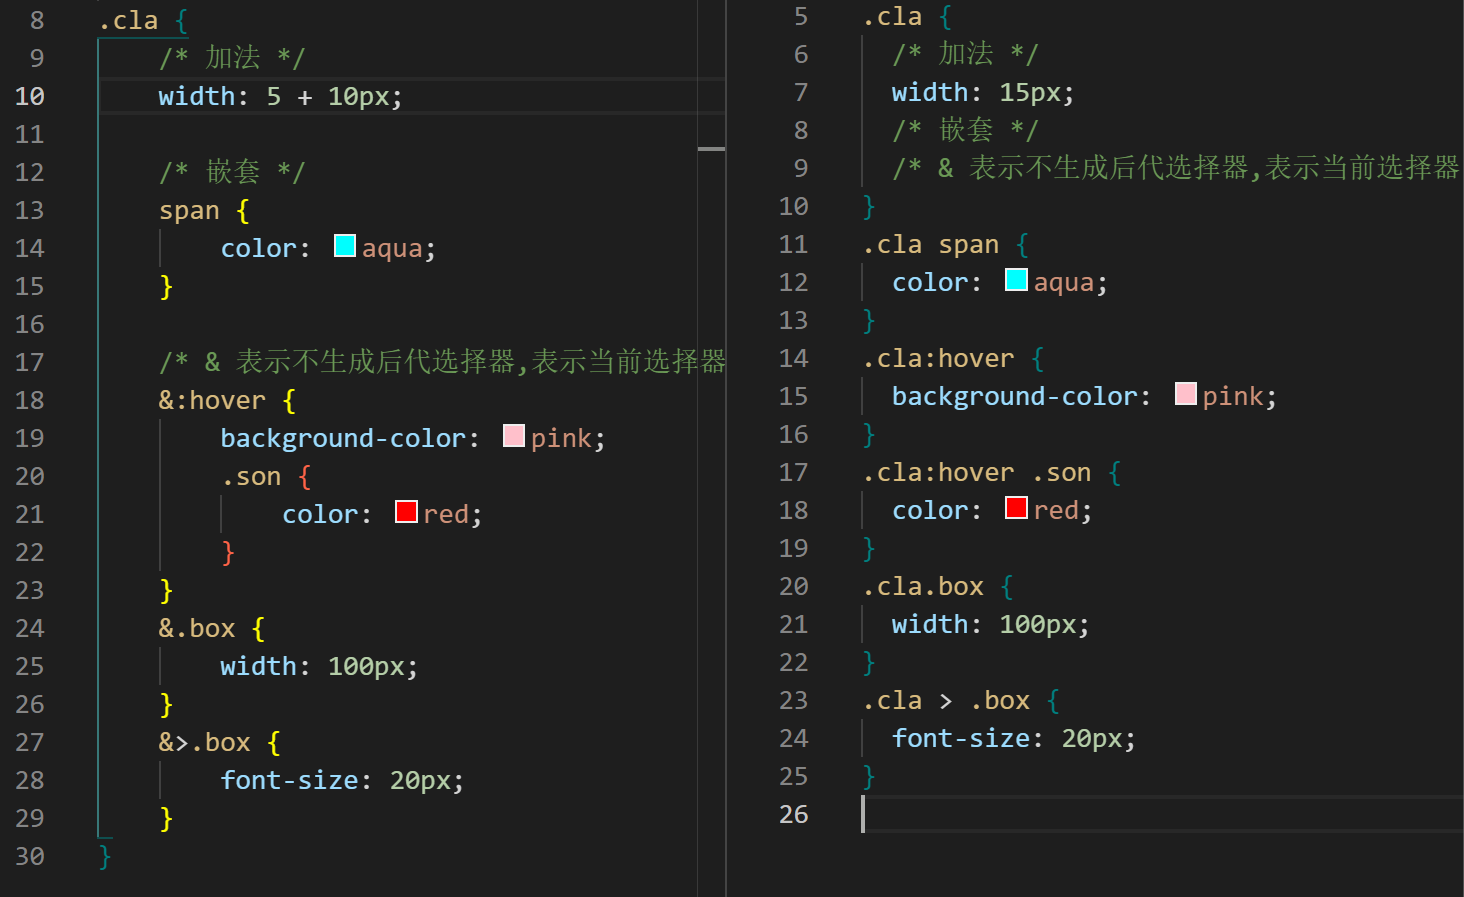 8 .cla {
9 /* 加法 */
10 width: 5 + 10px;
11
12 /* 嵌套 */
13 span {
14 color: aqua;
15 }
16
17 /* & 表示不生成后代选择器,表示当前选择器
18 &:hover {
19 background-color: pink;
20 .son {
21 color: red;
22 }
23 }
24 &.box {
25 width: 100px;
26 }
27 &>.box {
28 font-size: 20px;
29 }
30 }
5 .cla {
6 /* 加法 */
7 width: 15px;
8 /* 嵌套 */
9 /* & 表示不生成后代选择器,表示当前选择器
10 }
11 .cla span {
12 color: aqua;
13 }
14 .cla:hover {
15 background-color: pink;
16 }
17 .cla:hover .son {
18 color: red;
19 }
20 .cla.box {
21 width: 100px;
22 }
23 .cla > .box {
24 font-size: 20px;
25 }
26